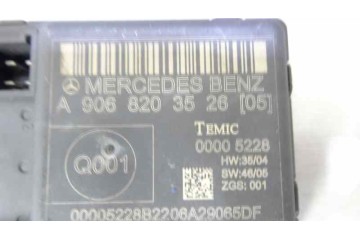 MERCEDES BENZ
A 906 820 35 26 [05]
TEMIC
0000 5228
Q001
HW:35/04
SW:46/05
ZGS: 001
00005228B2206A29065DF